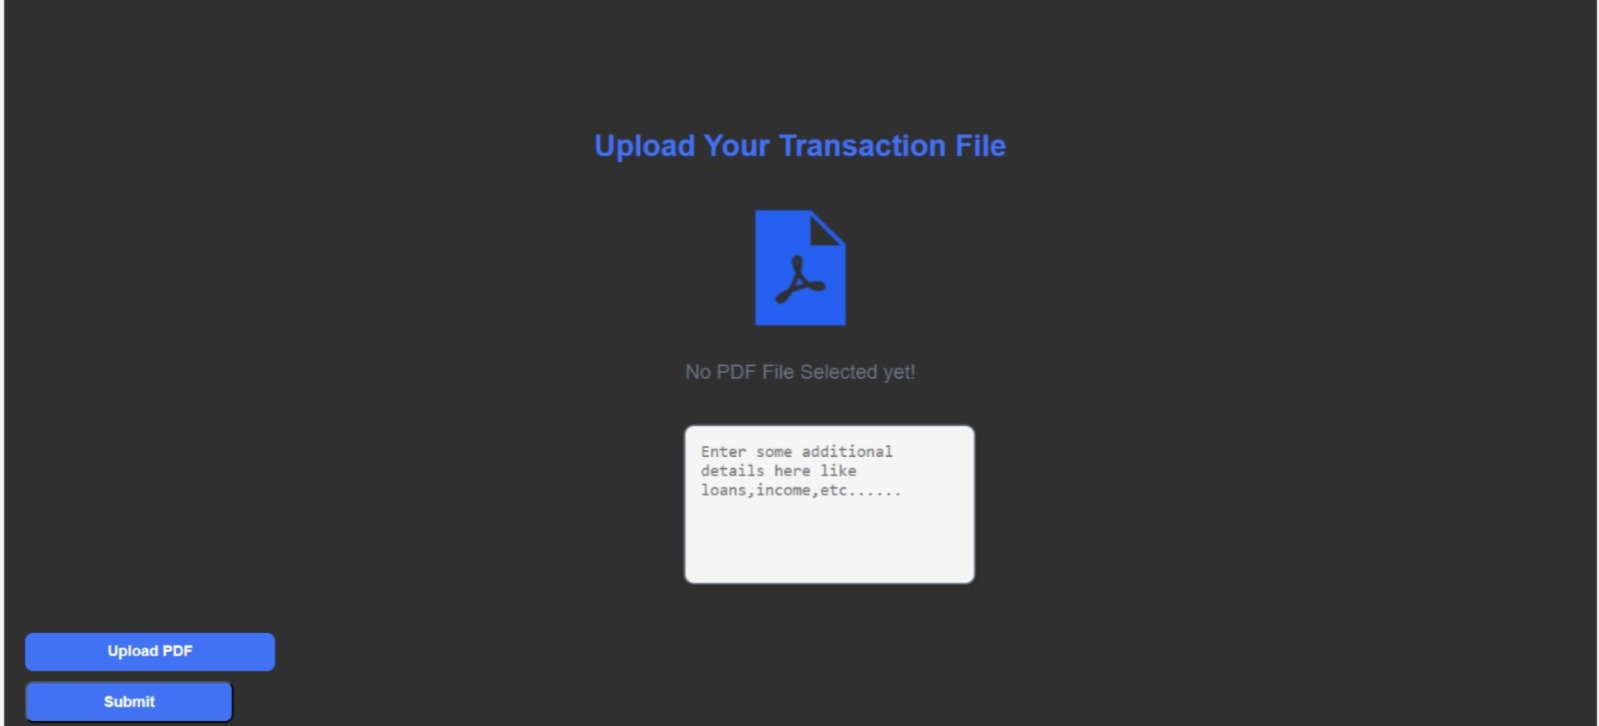 Upload Your Transaction File
No PDF File Selected yet!
Enter some additional
details here like
loans,income,etc......
Upload PDF
Submit